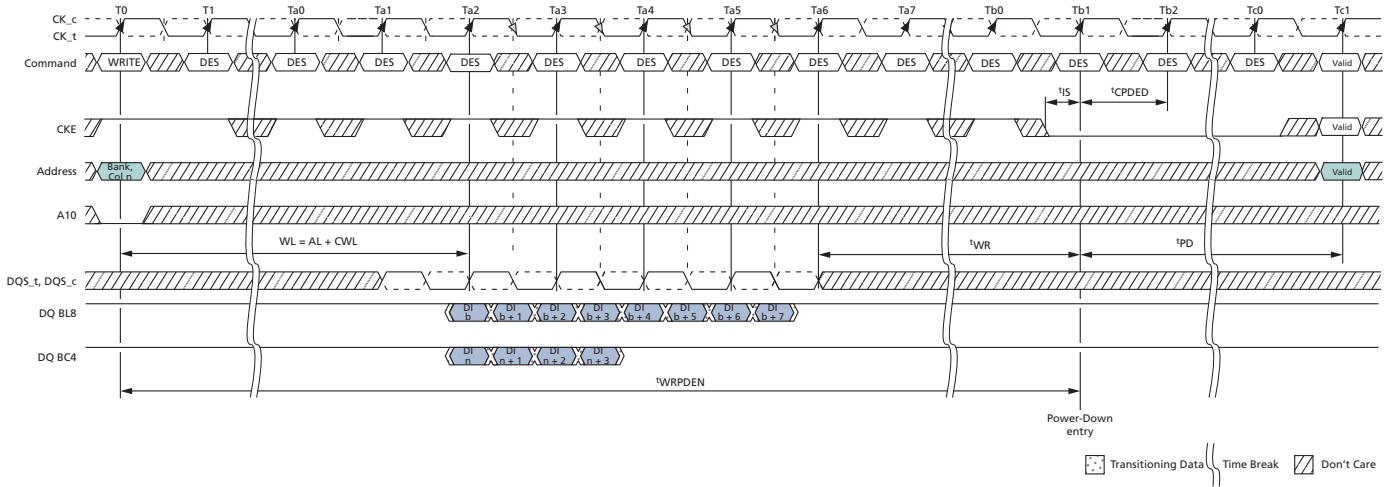 T0 T1 Ta0 Ta1 Ta2 Ta3 Ta4 Ta5 Ta6 Ta7 Tb0 Tb1 Tb2 Tc0 Tc1
CK_c
CK_t
Command WRITE DES DES DES DES DES DES DES DES DES DES DES DES DES Valid
tIS tCPDED
CKE Valid
Address Bank, Col n Valid
A10
WL = AL + CWL tWR tPD
DQS_t, DQS_c
DQ BL8 DI b DI b + 1 DI b + 2 DI b + 3 DI b + 4 DI b + 5 DI b + 6 DI b + 7
DQ BC4 DI n DI n + 1 DI n + 2 DI n + 3
tWRPDEN
Power-Down
entry
Transitioning Data Time Break Don't Care